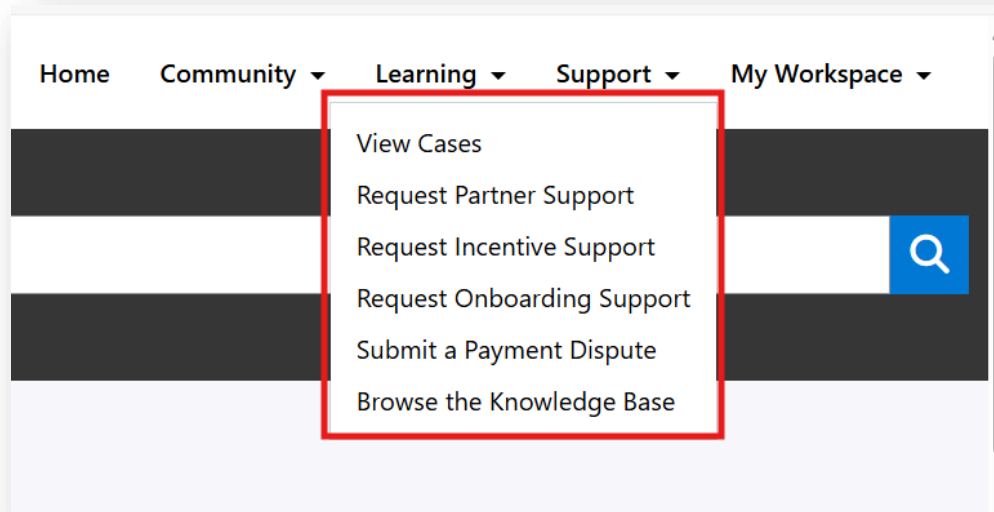 Home Community Learning Support My Workspace
View Cases
Request Partner Support
Request Incentive Support
Request Onboarding Support
Submit a Payment Dispute
Browse the Knowledge Base